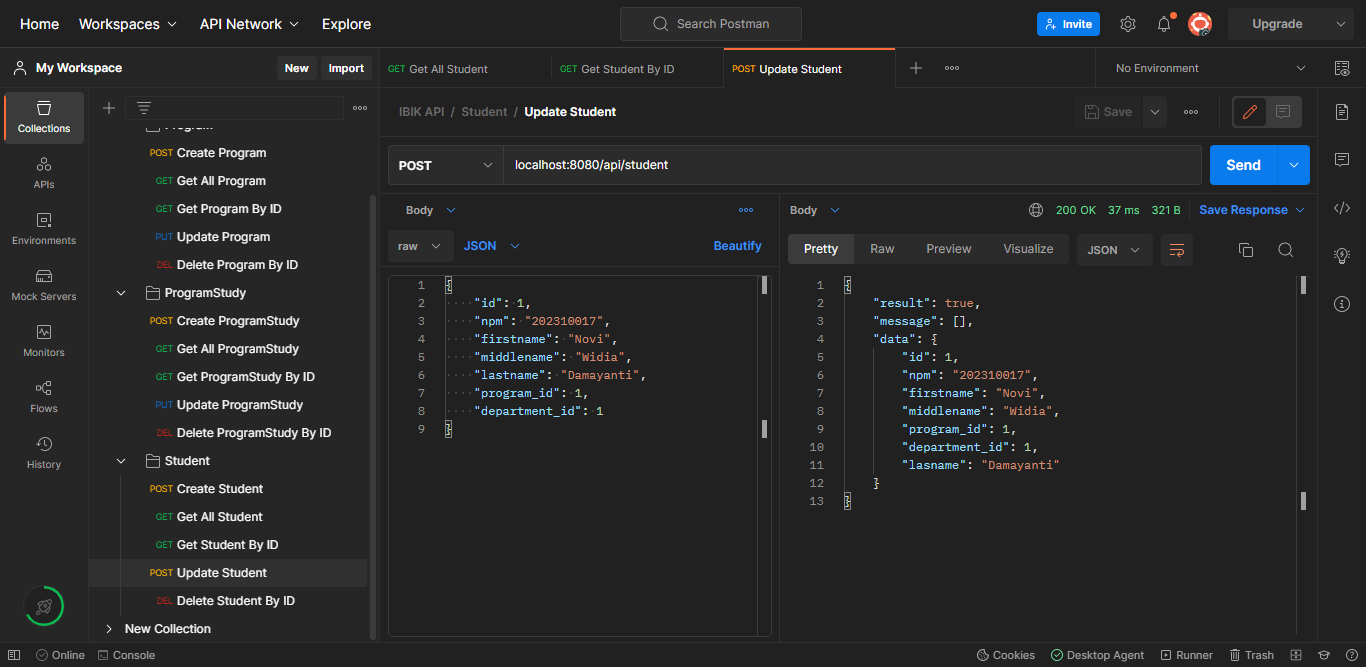 Home Workspaces API Network Explore Search Postman Invite Upgrade
My Workspace New Import GET Get All Student GET Get Student By ID POST Update Student No Environment
Collections
APIs
Environments
Mock Servers
Monitors
Flows
History
Program
POST Create Program
GET Get All Program
GET Get Program By ID
PUT Update Program
DEL Delete Program By ID
ProgramStudy
POST Create ProgramStudy
GET Get All ProgramStudy
GET Get ProgramStudy By ID
PUT Update ProgramStudy
DEL Delete ProgramStudy By ID
Student
POST Create Student
GET Get All Student
GET Get Student By ID
POST Update Student
DEL Delete Student By ID
New Collection
IBIK API / Student / Update Student Save
POST localhost:8080/api/student Send
Body
raw JSON Beautify
1 {
2 "id": 1,
3 "npm": "202310017",
4 "firstname": "Novi",
5 "middlename": "Widia",
6 "lastname": "Damayanti",
7 "program_id": 1,
8 "department_id": 1
9 }
Body 200 OK 37 ms 321 B Save Response
Pretty Raw Preview Visualize JSON
1 {
2 "result": true,
3 "message": [],
4 "data": {
5 "id": 1,
6 "npm": "202310017",
7 "firstname": "Novi",
8 "middlename": "Widia",
9 "program_id": 1,
10 "department_id": 1,
11 "lasname": "Damayanti"
12 }
13 }
Online Console Cookies Desktop Agent Runner Trash